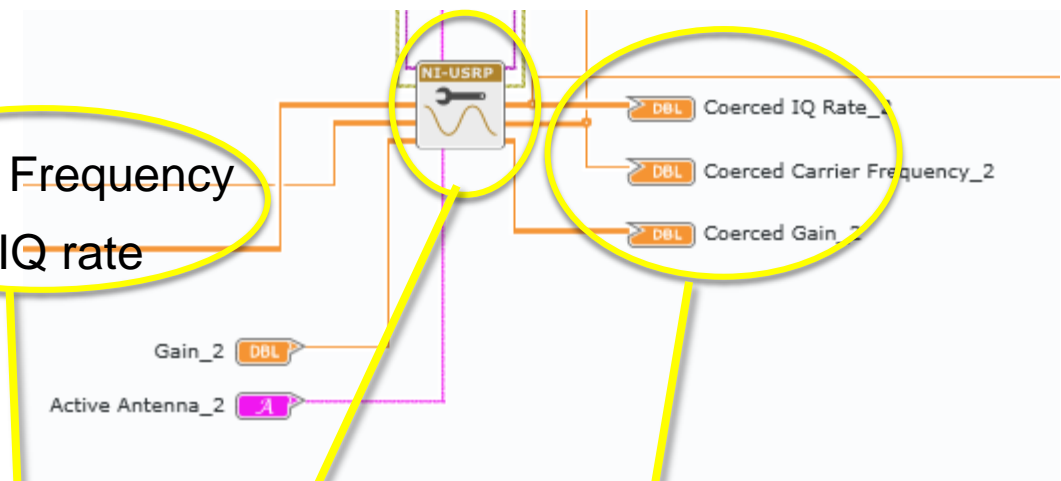 NI-USRP
DBL Coerced IQ Rate_2
Frequency
DBL Coerced Carrier Frequency_2
IQ rate
DBL Coerced Gain_2
Gain_2 DBL
Active Antenna_2 A